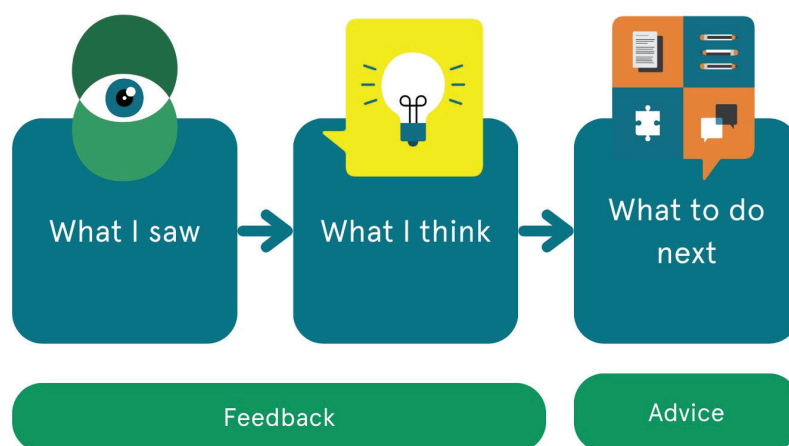 What I saw
What I think
What to do
next
Feedback
Advice